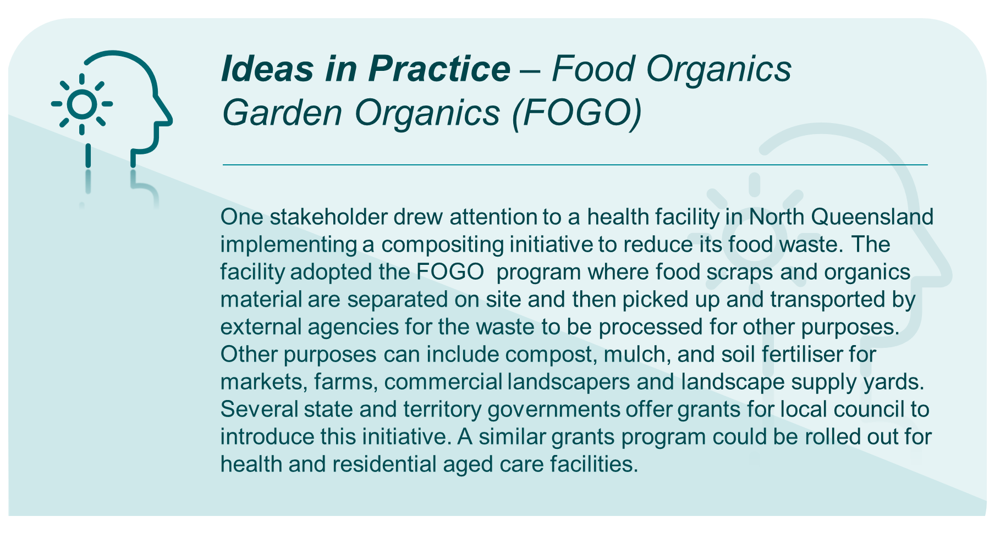 Ideas in Practice – Food Organics
Garden Organics (FOGO)
One stakeholder drew attention to a health facility in North Queensland
implementing a compositing initiative to reduce its food waste. The
facility adopted the FOGO  program where food scraps and organics
material are separated on site and then picked up and transported by
external agencies for the waste to be processed for other purposes.
Other purposes can include compost, mulch, and soil fertiliser for
markets, farms, commercial landscapers and landscape supply yards.
Several state and territory governments offer grants for local council to
introduce this initiative. A similar grants program could be rolled out for
health and residential aged care facilities.